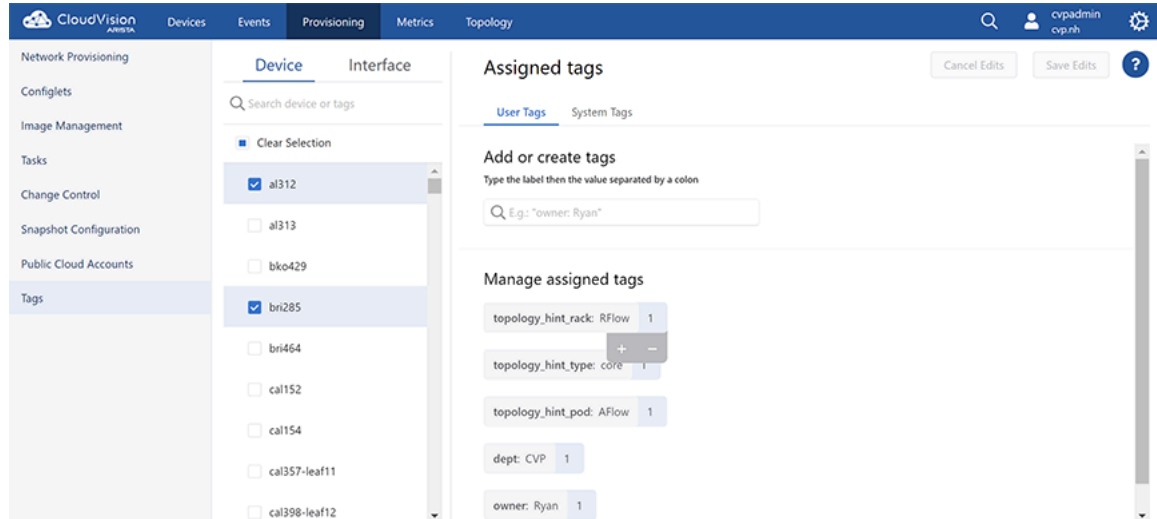 CloudVision
ARISTA
Devices
Events
Provisioning
Metrics
Topology
cvpadmin
cvp.nh
Network Provisioning
Configlets
Image Management
Tasks
Change Control
Snapshot Configuration
Public Cloud Accounts
Tags
Device
Interface
Search device or tags
Clear Selection
al312
al313
bko429
bri285
bri464
cal152
cal154
cal357-leaf11
cal398-leaf12
Assigned tags
Cancel Edits
Save Edits
?
User Tags
System Tags
Add or create tags
Type the label then the value separated by a colon
E.g.: "owner: Ryan"
Manage assigned tags
topology_hint_rack: RFlow 1
+ −
topology_hint_type: core 1
topology_hint_pod: AFlow 1
dept: CVP 1
owner: Ryan 1